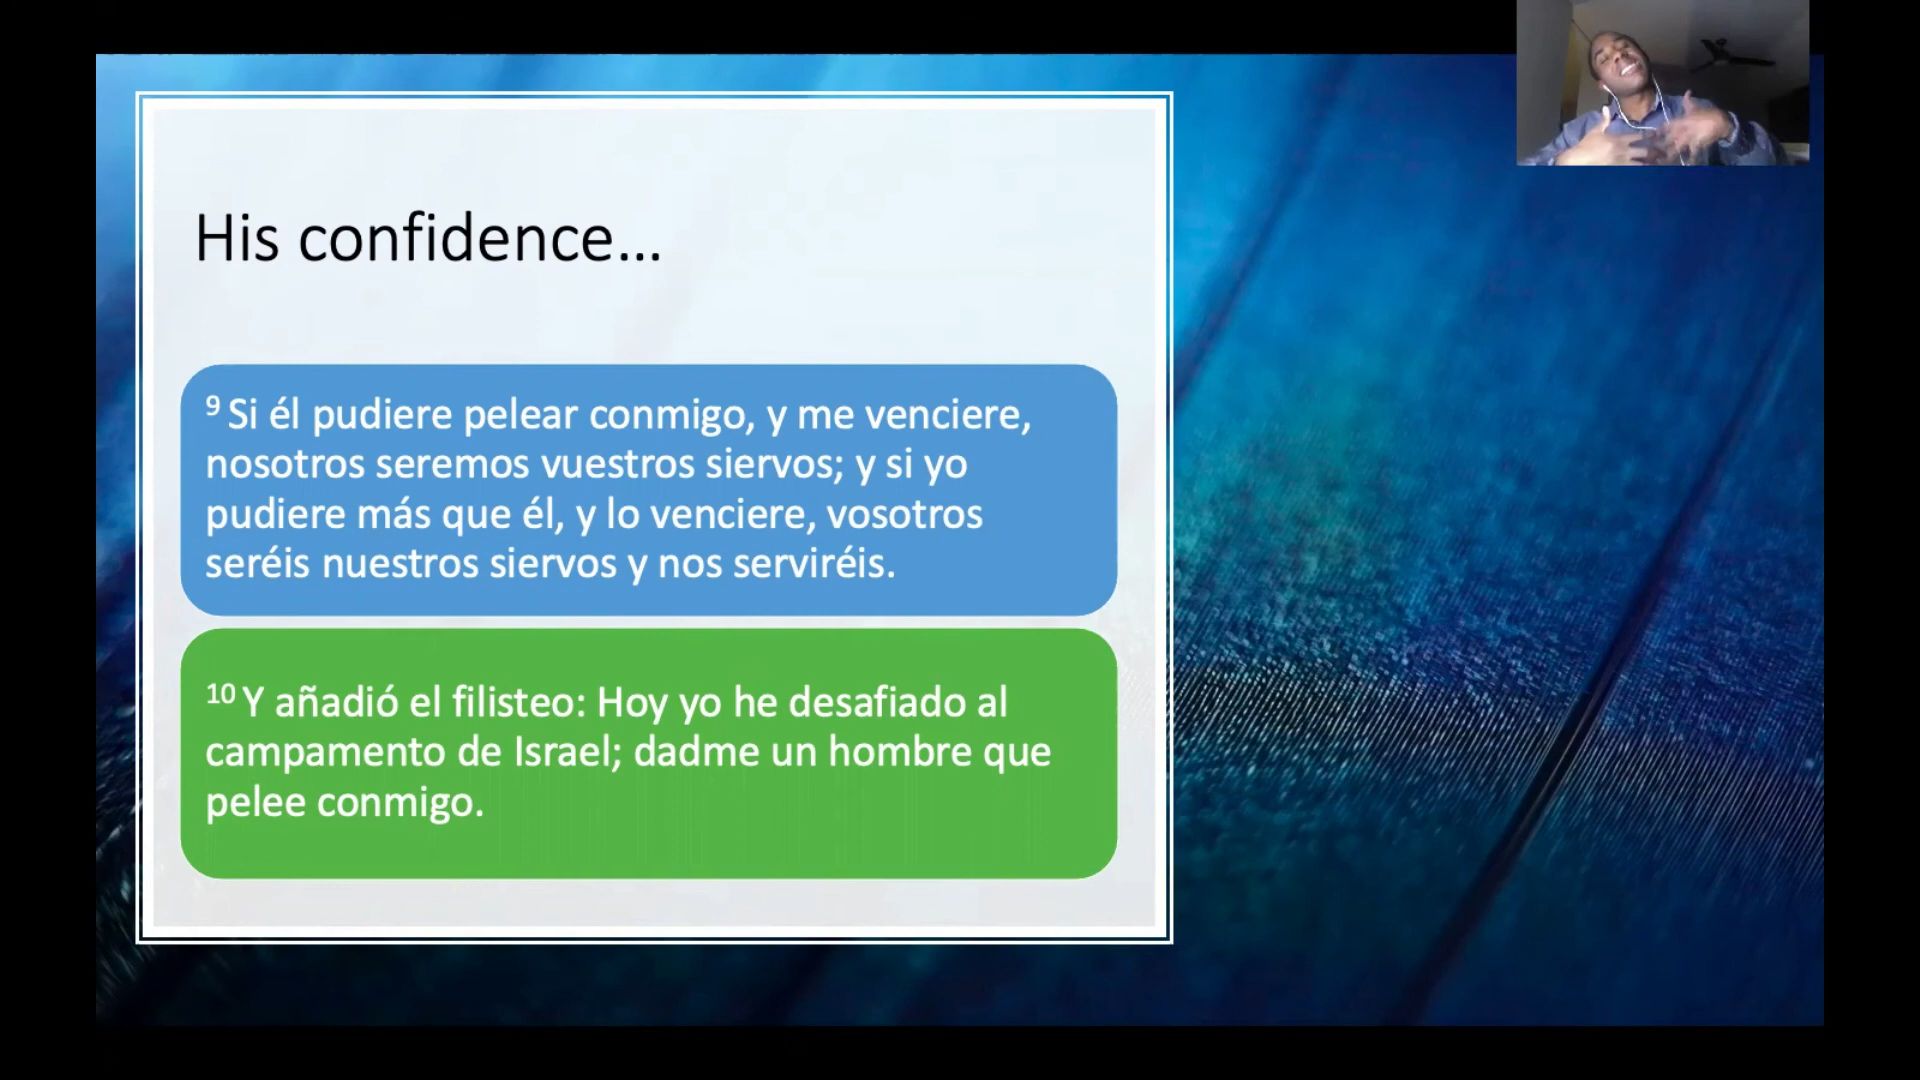 His confidence...
9 Si él pudiere pelear conmigo, y me venciere,
nosotros seremos vuestros siervos; y si yo
pudiere más que él, y lo venciere, vosotros
seréis nuestros siervos y nos serviréis.
10 Y añadió el filisteo: Hoy yo he desafiado al
campamento de Israel; dadme un hombre que
pelee conmigo.